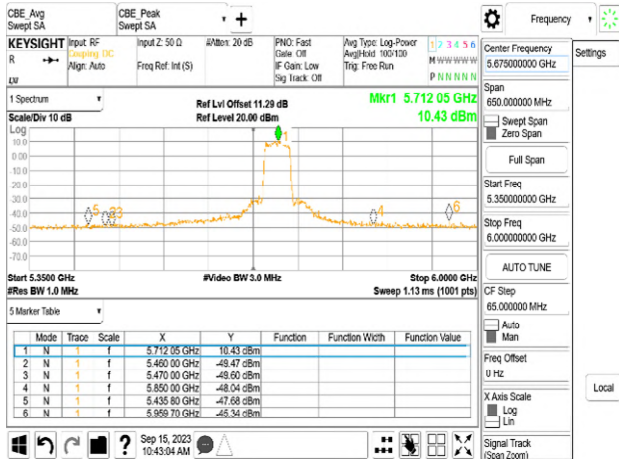 CBE_Avg
Swept SA
CBE_Peak
Swept SA
+
Frequency
KEYSIGHT
R
Input: RF
Coupling: DC
Align: Auto
Input Z: 50 Ω
Freq Ref: Int (S)
#Atten: 20 dB
PNO: Fast
Gate: Off
IF Gain: Low
Sig Track: Off
Avg Type: Log-Power
Avg|Hold: 100/100
Trig: Free Run
1 2 3 4 5 6
M W W W W W
P N N N N N
1 Spectrum
Scale/Div 10 dB
Ref Lvl Offset 11.29 dB
Ref Level 20.00 dBm
Mkr1 5.712 05 GHz
10.43 dBm
Log
10.0
0.00
-10.0
-20.0
-30.0
-40.0
-50.0
-60.0
-70.0
1
5
2
3
4
6
Start 5.3500 GHz
#Res BW 1.0 MHz
#Video BW 3.0 MHz
Stop 6.0000 GHz
Sweep 1.13 ms (1001 pts)
5 Marker Table
Mode Trace Scale X Y Function Function Width Function Value
1 N 1 f 5.712 05 GHz 10.43 dBm
2 N 1 f 5.460 00 GHz -49.47 dBm
3 N 1 f 5.470 00 GHz -49.60 dBm
4 N 1 f 5.850 00 GHz -48.04 dBm
5 N 1 f 5.435 80 GHz -47.68 dBm
6 N 1 f 5.959 70 GHz -45.34 dBm
?
Sep 15, 2023
10:43:04 AM
Center Frequency
5.675000000 GHz
Settings
Span
650.000000 MHz
Swept Span
Zero Span
Full Span
Start Freq
5.350000000 GHz
Stop Freq
6.000000000 GHz
AUTO TUNE
CF Step
65.000000 MHz
Auto
Man
Freq Offset
0 Hz
Local
X Axis Scale
Log
Lin
Signal Track
(Span Zoom)